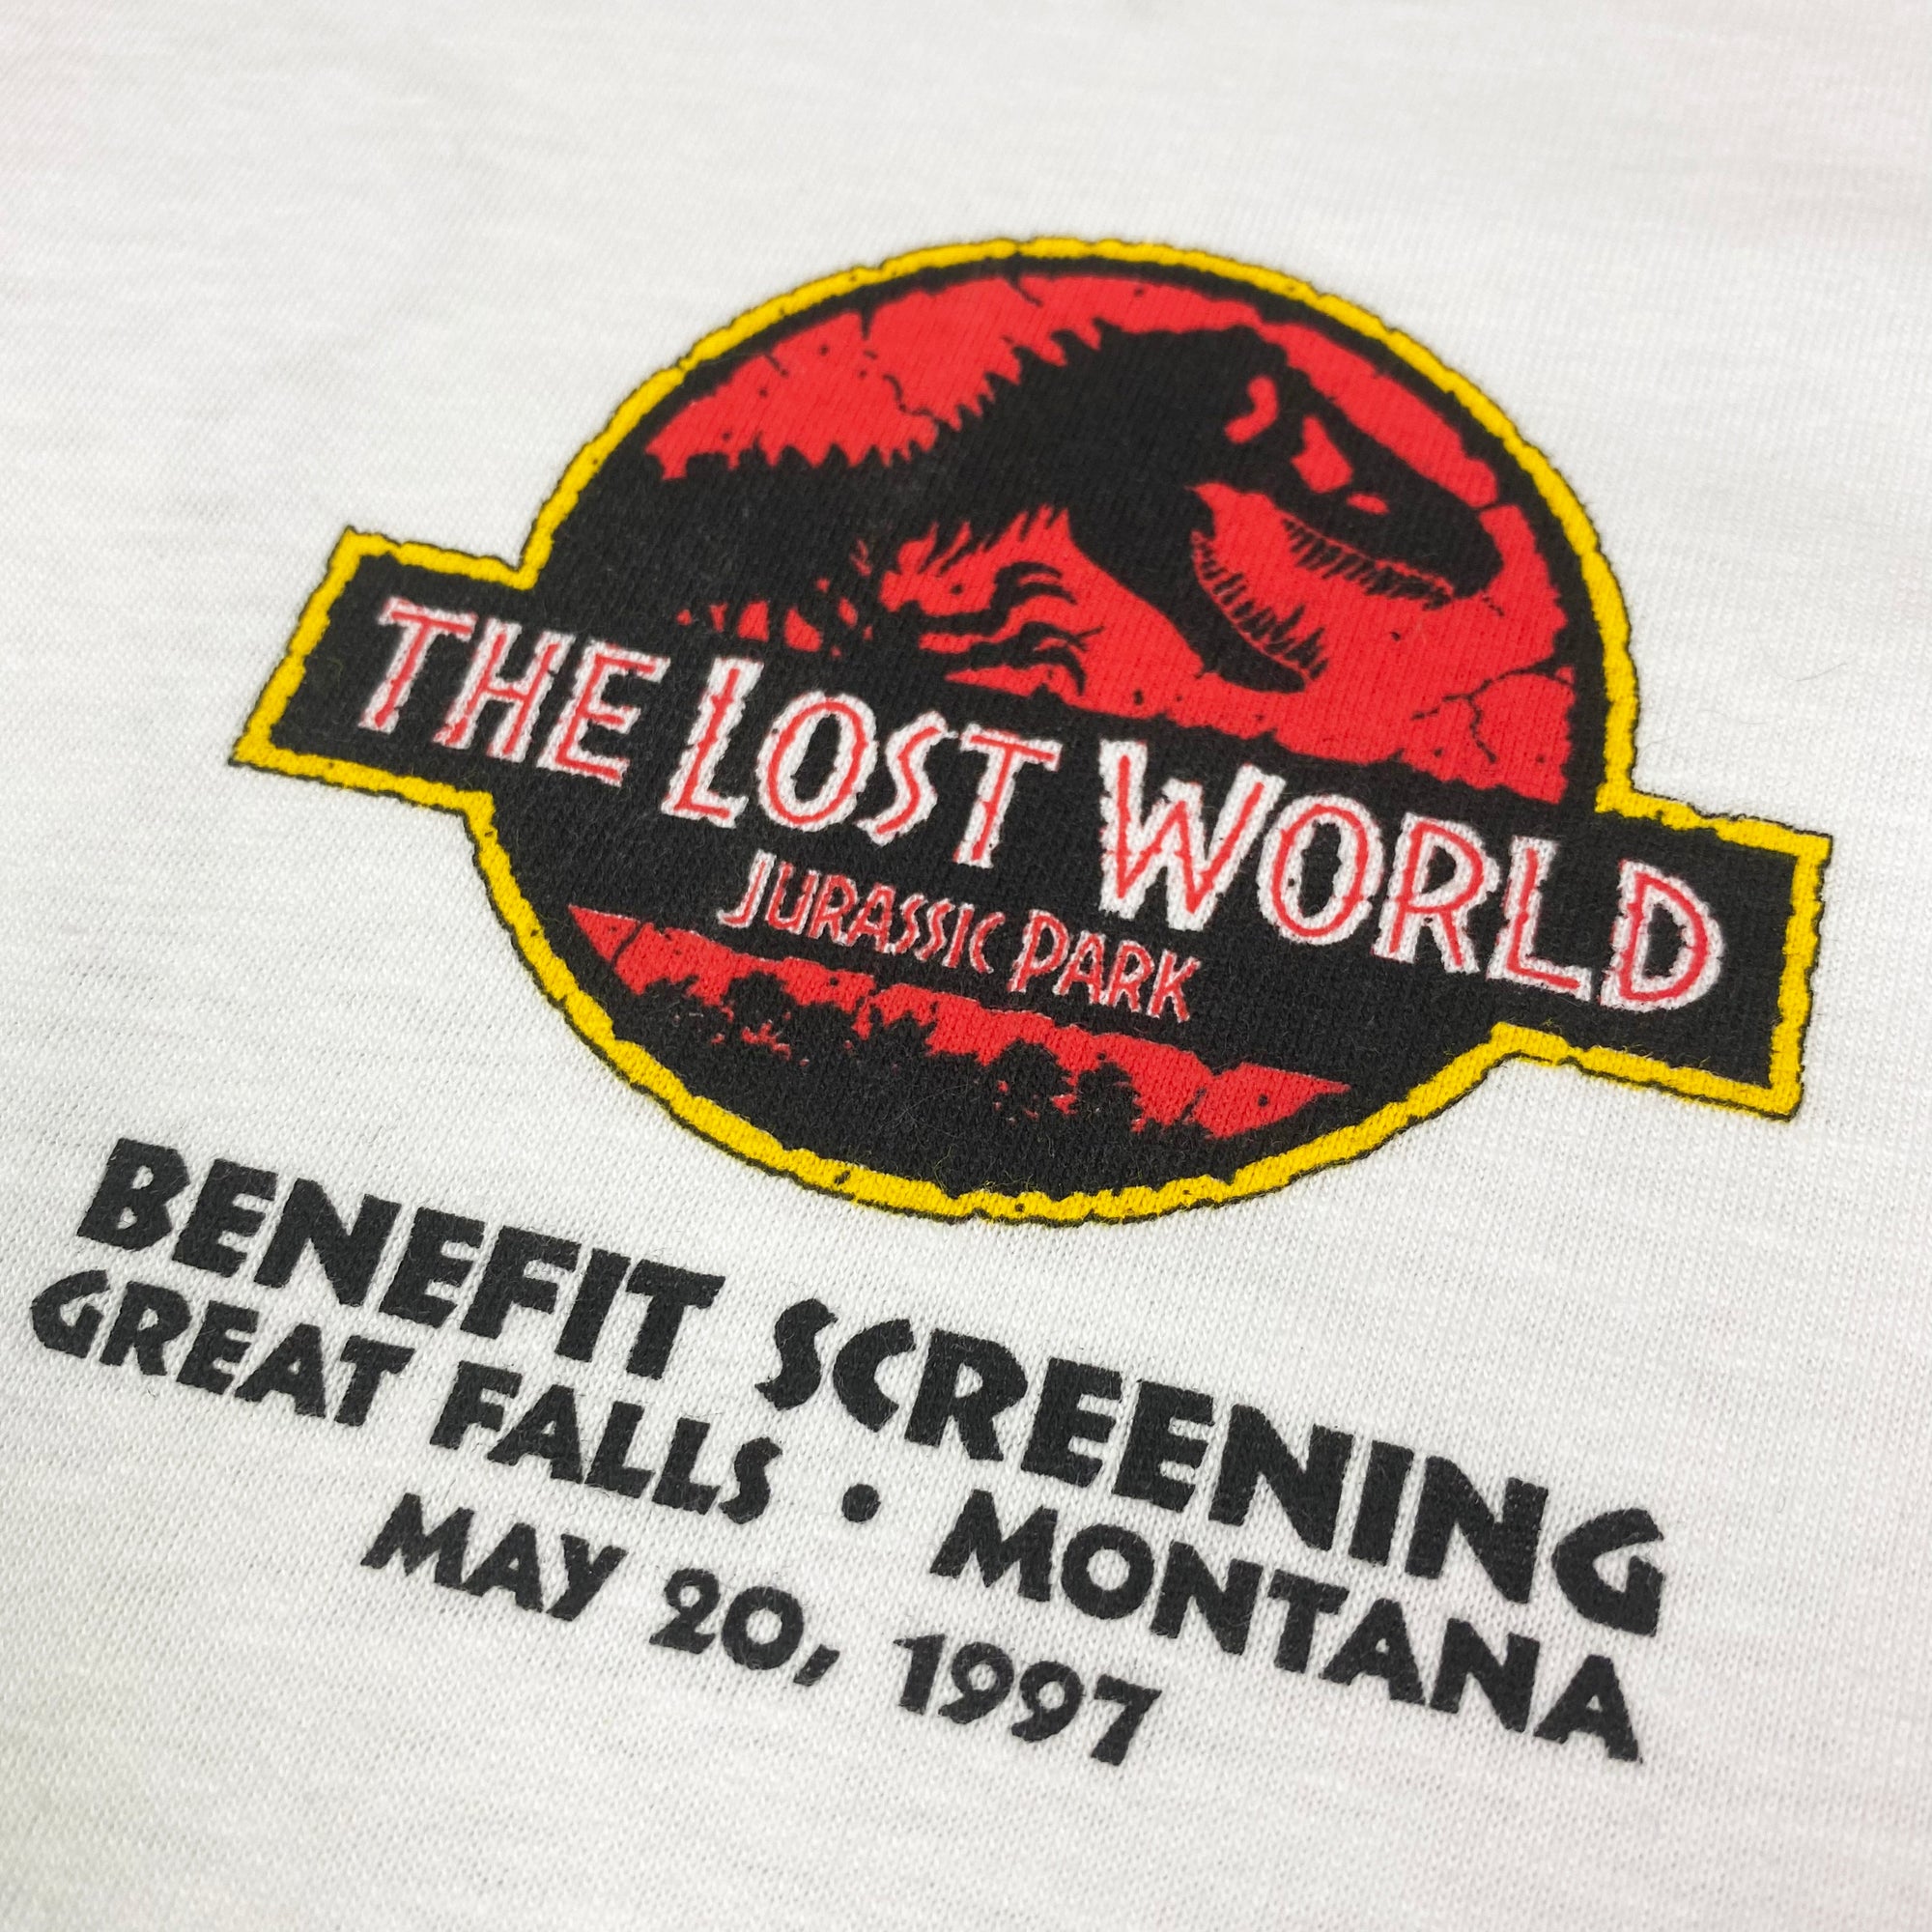 THE LOST WORLD
JURASSIC PARK
BENEFIT SCREENING
GREAT FALLS • MONTANA
MAY 20, 1997